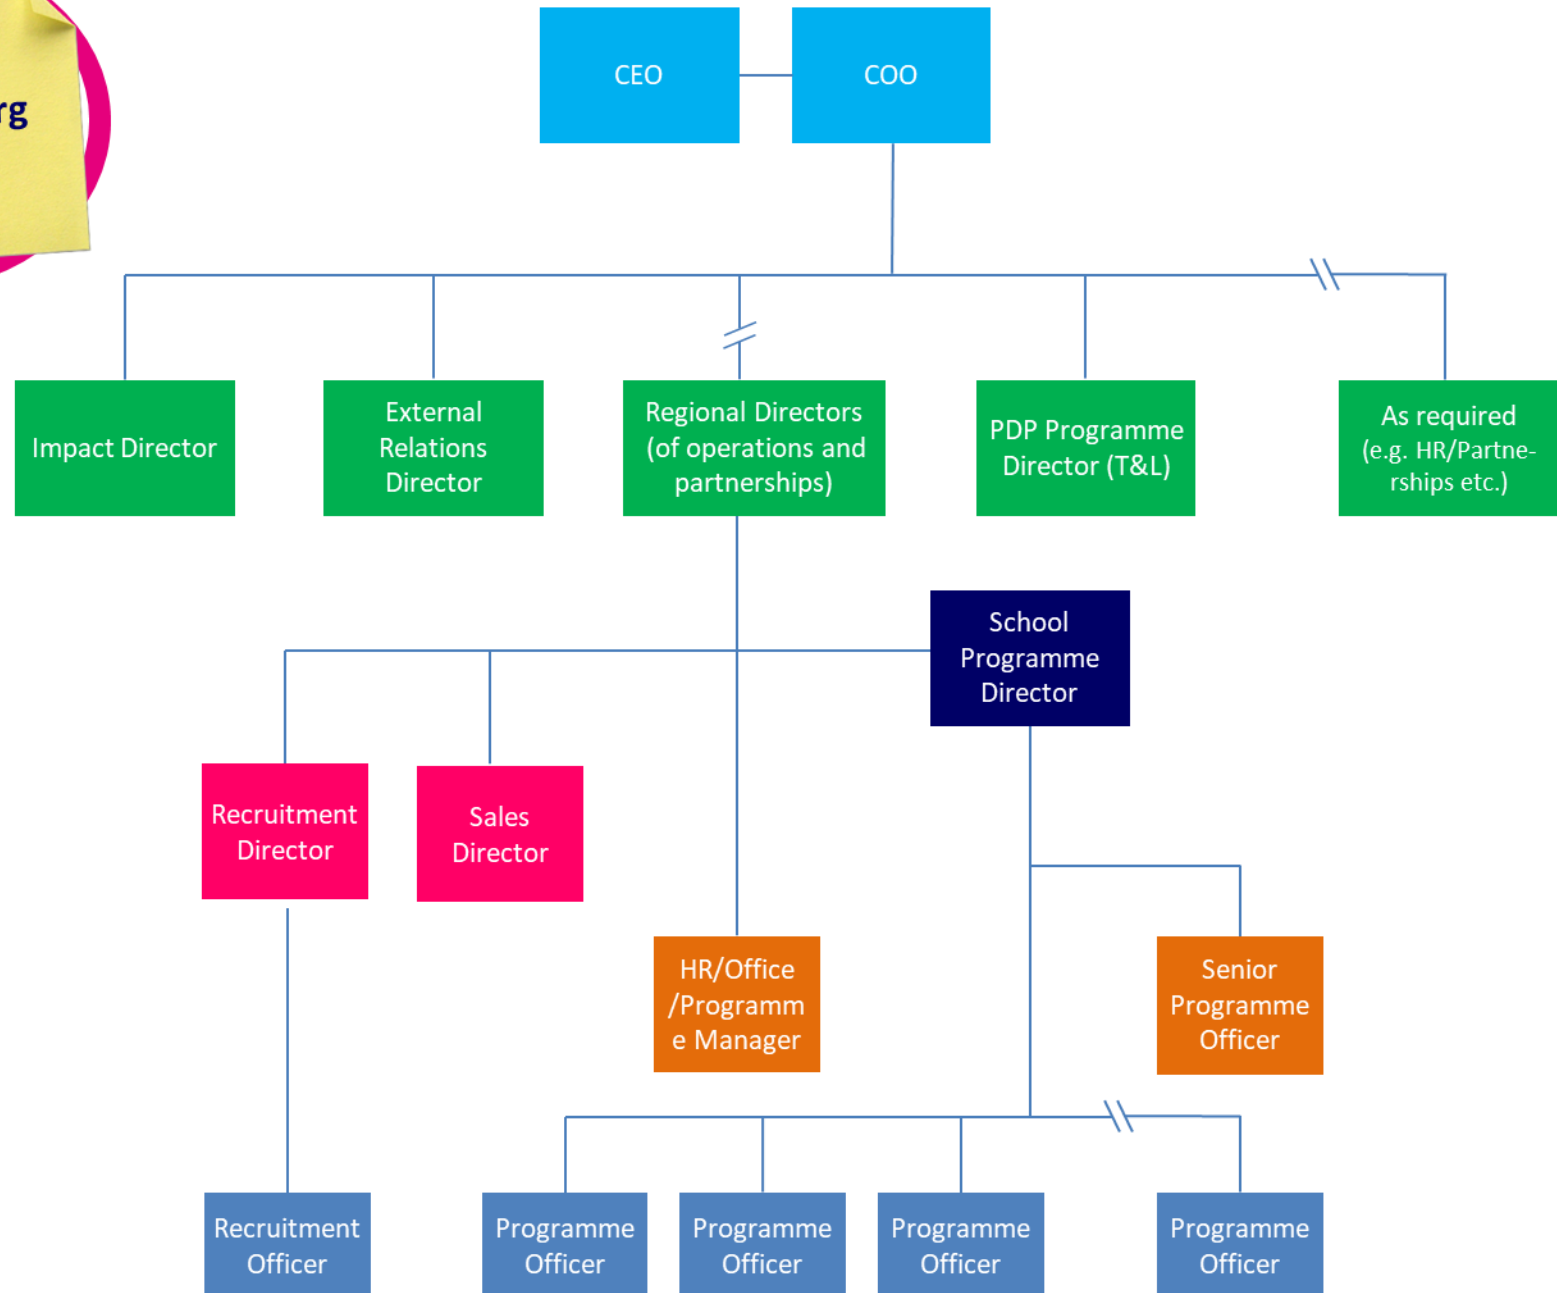 rg
CEO
COO
Impact Director
External
Relations
Director
Regional Directors
(of operations and
partnerships)
PDP Programme
Director (T&L)
As required
(e.g. HR/Partne-
rships etc.)
School
Programme
Director
Recruitment
Director
Sales
Director
HR/Office
/Programm
e Manager
Senior
Programme
Officer
Recruitment
Officer
Programme
Officer
Programme
Officer
Programme
Officer
Programme
Officer